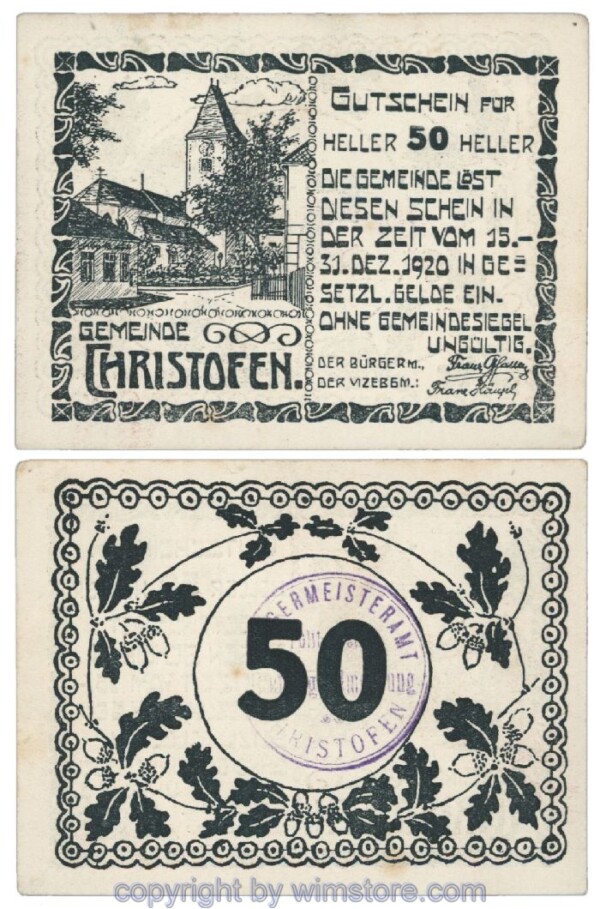 GUTSCHEIN FÜR
HELLER 50 HELLER
DIE GEMEINDE LÖST
DIESEN SCHEIN IN
DER ZEIT VOM 15.–
31. DEZ. 1920 IN GE=
SETZL. GELDE EIN.
OHNE GEMEINDESIEGEL
UNGÜLTIG.
GEMEINDE
CHRISTOFEN.
DER BÜRGERM.,
DER VIZEBGM.:
Franz
50
GERMEISTERAMT
CHRISTOFEN
copyright by wimstore.com